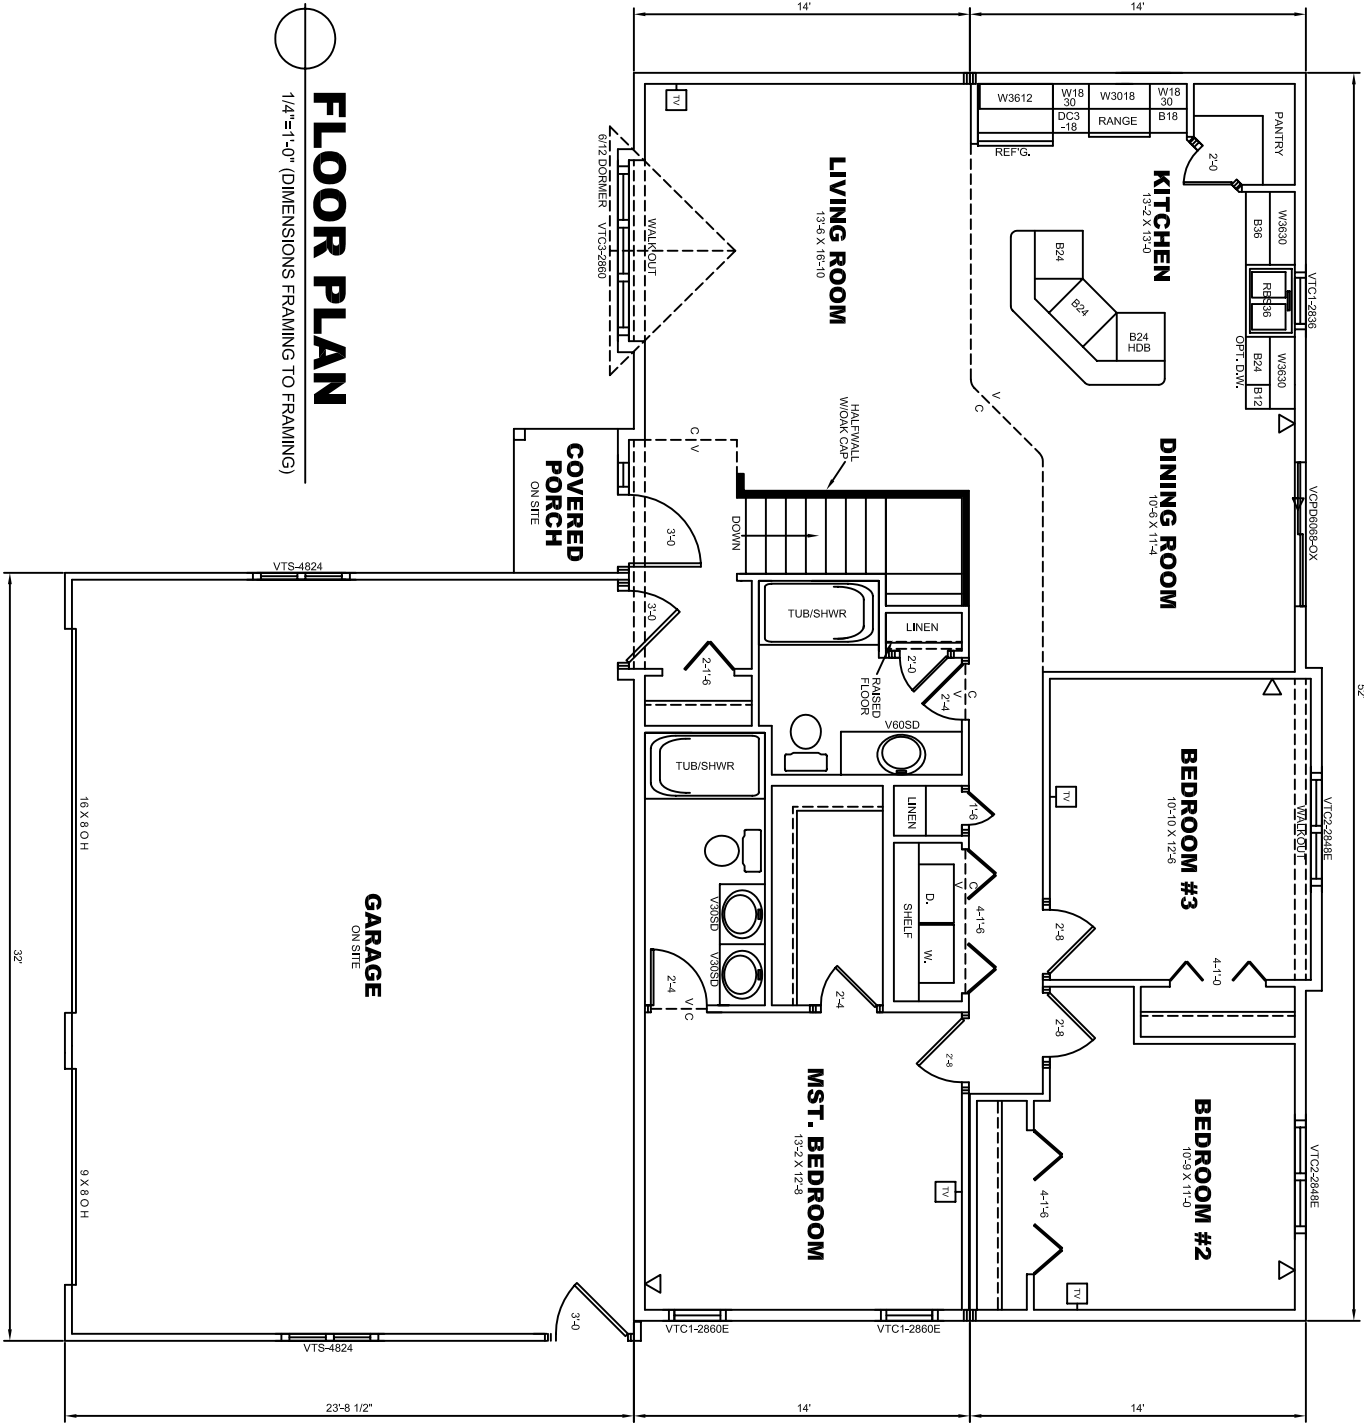 14'
14'
52'
W3612
W18
30
W3018
W18
30
DC3
-18
RANGE
B18
REF'G.
PANTRY
2'-0
TV
KITCHEN
13'-2 X 13'-0
W3630
B36
VTC1-2836
RBS36
W3630
B24
B12
OPT. D.W.
B24
B24
B24
HDB
LIVING ROOM
13'-6 X 16'-10
6/12 DORMER
VTC3-2860
WALKOUT
V
C
HALFWALL
W/OAK CAP
DINING ROOM
10'-6 X 11'-4
VCPD6068-OX
FLOOR PLAN
1/4"=1'-0" (DIMENSIONS FRAMING TO FRAMING)
COVERED
PORCH
ON SITE
C
V
3'-0
DOWN
3'-0
2-1'-6
TUB/SHWR
LINEN
2'-0
RAISED
FLOOR
C
V
2'-4
V60SD
TUB/SHWR
LINEN
1'-6
D.
W.
SHELF
C
V
4-1'-6
V30SD
V30SD
2'-4
V
C
2'-4
2'-8
BEDROOM #3
10'-10 X 12'-6
TV
WALKOUT
VTC2-2848E
4-1'-0
2'-8
2'-8
BEDROOM #2
10'-9 X 11'-0
VTC2-2848E
4-1'-6
TV
MST. BEDROOM
13'-2 X 12'-8
TV
VTC1-2860E
VTC1-2860E
VTS-4824
GARAGE
ON SITE
16 X 8 O H
9 X 8 O H
32'
3'-0
VTS-4824
23'-8 1/2"
14'
14'